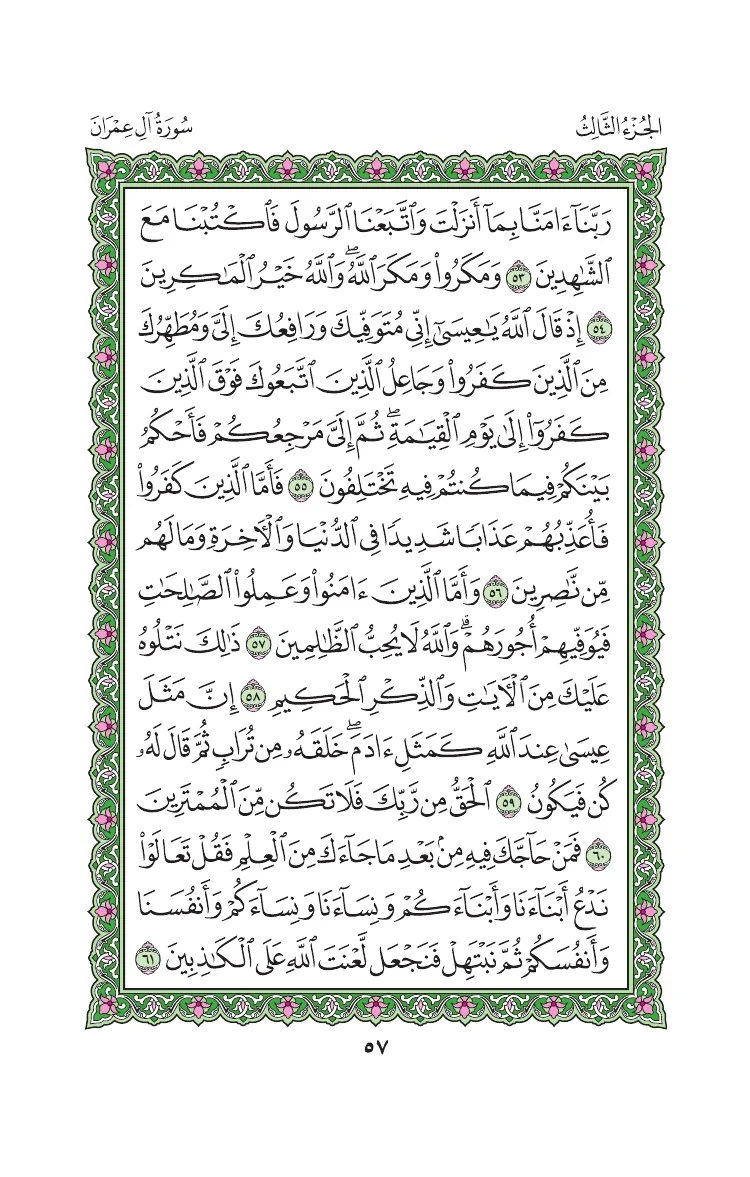 الجُزْءُ الثَّالِثُ
سُورَةُ آلِ عِمْرَانَ
رَبَّنَآ ءَامَنَّا بِمَآ أَنزَلْتَ وَٱتَّبَعْنَا ٱلرَّسُولَ فَٱكْتُبْنَا مَعَ
ٱلشَّٰهِدِينَ ٥٣ وَمَكَرُوا۟ وَمَكَرَ ٱللَّهُ ۖ وَٱللَّهُ خَيْرُ ٱلْمَٰكِرِينَ
٥٤ إِذْ قَالَ ٱللَّهُ يَٰعِيسَىٰٓ إِنِّى مُتَوَفِّيكَ وَرَافِعُكَ إِلَىَّ وَمُطَهِّرُكَ
مِنَ ٱلَّذِينَ كَفَرُوا۟ وَجَاعِلُ ٱلَّذِينَ ٱتَّبَعُوكَ فَوْقَ ٱلَّذِينَ
كَفَرُوٓا۟ إِلَىٰ يَوْمِ ٱلْقِيَٰمَةِ ۖ ثُمَّ إِلَىَّ مَرْجِعُكُمْ فَأَحْكُمُ
بَيْنَكُمْ فِيمَا كُنتُمْ فِيهِ تَخْتَلِفُونَ ٥٥ فَأَمَّا ٱلَّذِينَ كَفَرُوا۟
فَأُعَذِّبُهُمْ عَذَابًا شَدِيدًا فِى ٱلدُّنْيَا وَٱلْءَاخِرَةِ وَمَا لَهُم
مِّن نَّٰصِرِينَ ٥٦ وَأَمَّا ٱلَّذِينَ ءَامَنُوا۟ وَعَمِلُوا۟ ٱلصَّٰلِحَٰتِ
فَيُوَفِّيهِمْ أُجُورَهُمْ ۗ وَٱللَّهُ لَا يُحِبُّ ٱلظَّٰلِمِينَ ٥٧ ذَٰلِكَ نَتْلُوهُ
عَلَيْكَ مِنَ ٱلْءَايَٰتِ وَٱلذِّكْرِ ٱلْحَكِيمِ ٥٨ إِنَّ مَثَلَ
عِيسَىٰ عِندَ ٱللَّهِ كَمَثَلِ ءَادَمَ ۖ خَلَقَهُۥ مِن تُرَابٍ ثُمَّ قَالَ لَهُۥ
كُن فَيَكُونُ ٥٩ ٱلْحَقُّ مِن رَّبِّكَ فَلَا تَكُن مِّنَ ٱلْمُمْتَرِينَ
٦٠ فَمَنْ حَآجَّكَ فِيهِ مِنۢ بَعْدِ مَا جَآءَكَ مِنَ ٱلْعِلْمِ فَقُلْ تَعَالَوْا۟
نَدْعُ أَبْنَآءَنَا وَأَبْنَآءَكُمْ وَنِسَآءَنَا وَنِسَآءَكُمْ وَأَنفُسَنَا
وَأَنفُسَكُمْ ثُمَّ نَبْتَهِلْ فَنَجْعَل لَّعْنَتَ ٱللَّهِ عَلَى ٱلْكَٰذِبِينَ ٦١
٥٧